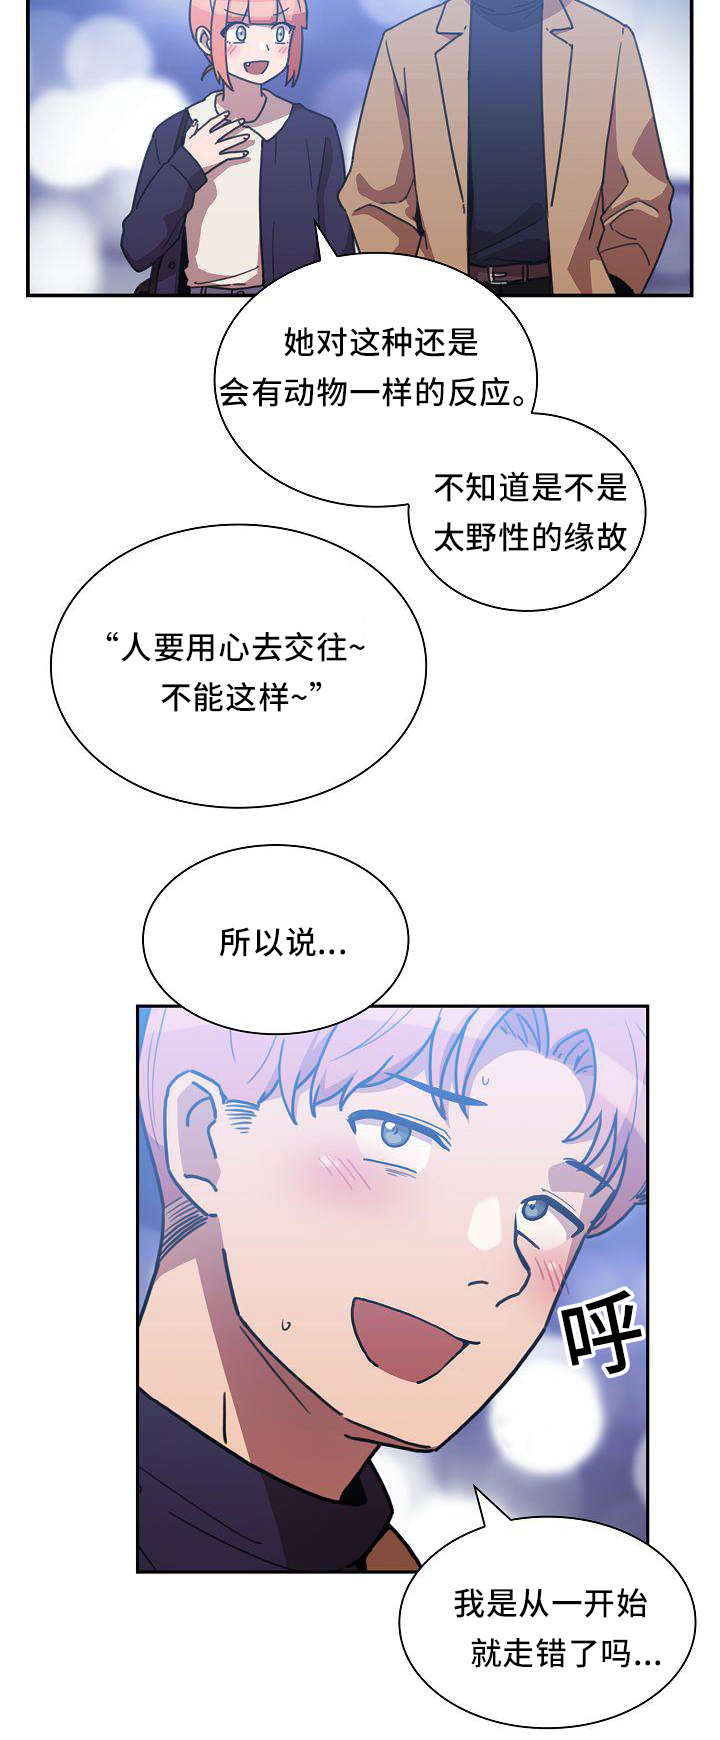 她对这种还是
会有动物一样的反应。
不知道是不是
太野性的缘故
“人要用心去交往~
不能这样~”
所以说...
呼
我是从一开始
就走错了吗...